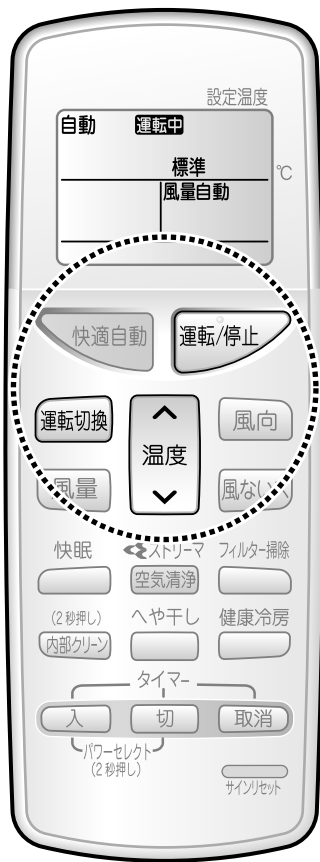 設定温度
自動 運転中
標準
℃
風量自動
快適自動 運転/停止
運転切換 温度 風向
風量 風ないス
快眠 ストリーマ フィルター掃除
空気清浄
(2秒押し) へや干し 健康冷房
内部クリーン
タイマー
入 切 取消
パワーセレクト
(2秒押し)
サインリセット